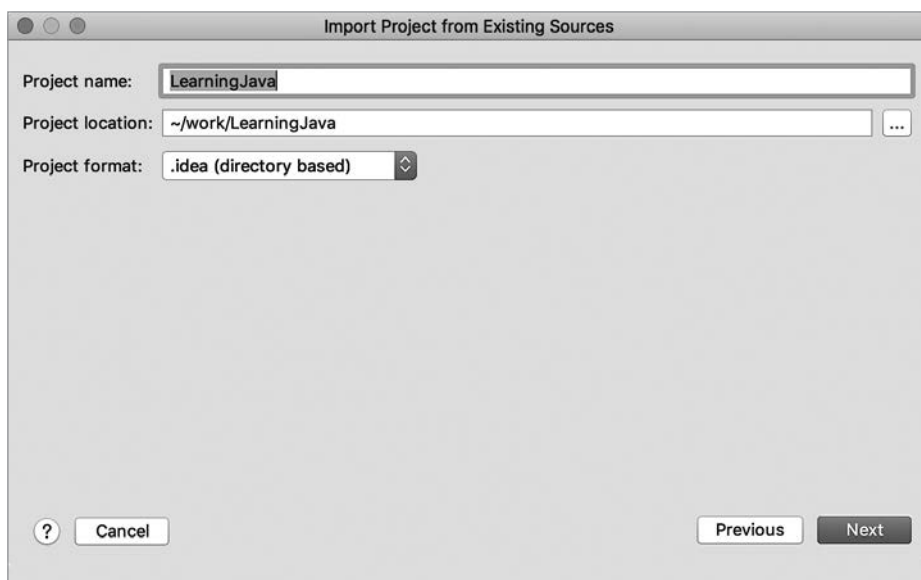 Import Project from Existing Sources
Project name: LearningJava
Project location: ~/work/LearningJava ...
Project format: .idea (directory based)
? Cancel Previous Next